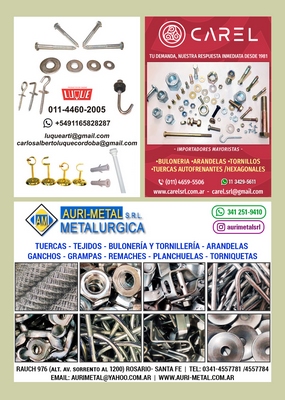 LUQUE
011-4460-2005
+5491165828287
luquearti@gmail.com
carlosalbertoluquecordoba@gmail.com
CAREL
TU DEMANDA, NUESTRA RESPUESTA INMEDIATA DESDE 1981
- IMPORTADORES MAYORISTAS -
•BULONERIA •ARANDELAS •TORNILLOS
•TUERCAS AUTOFRENANTES /HEXAGONALES
(011) 4659-5506
11 3429-5611
www.carelsrl.com.ar - carel.srl@gmail.com
IAMI
AURI-METAL S.R.L.
METALURGICA
341 251-9410
aurimetalsrl
TUERCAS - TEJIDOS - BULONERÍA Y TORNILLERÍA - ARANDELAS
GANCHOS - GRAMPAS - REMACHES - PLANCHUELAS - TORNIQUETAS
RAUCH 976 (ALT. AV. SORRENTO AL 1200) ROSARIO- SANTA FE | TEL: 0341-4557781 /4557784
EMAIL: AURIMETAL@YAHOO.COM.AR | WWW.AURI-METAL.COM.AR